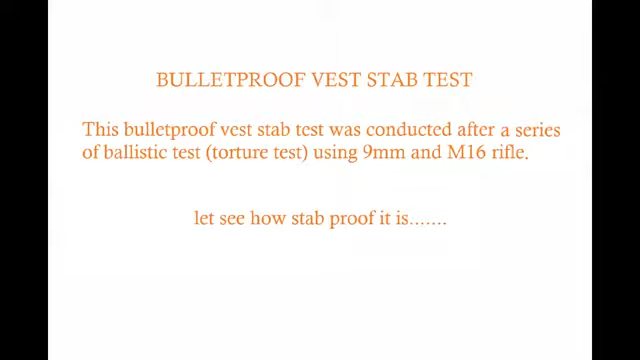 BULLETPROOF VEST STAB TEST
This bulletproof vest stab test was conducted after a series
of ballistic test (torture test) using 9mm and M16 rifle.
let see how stab proof it is.......